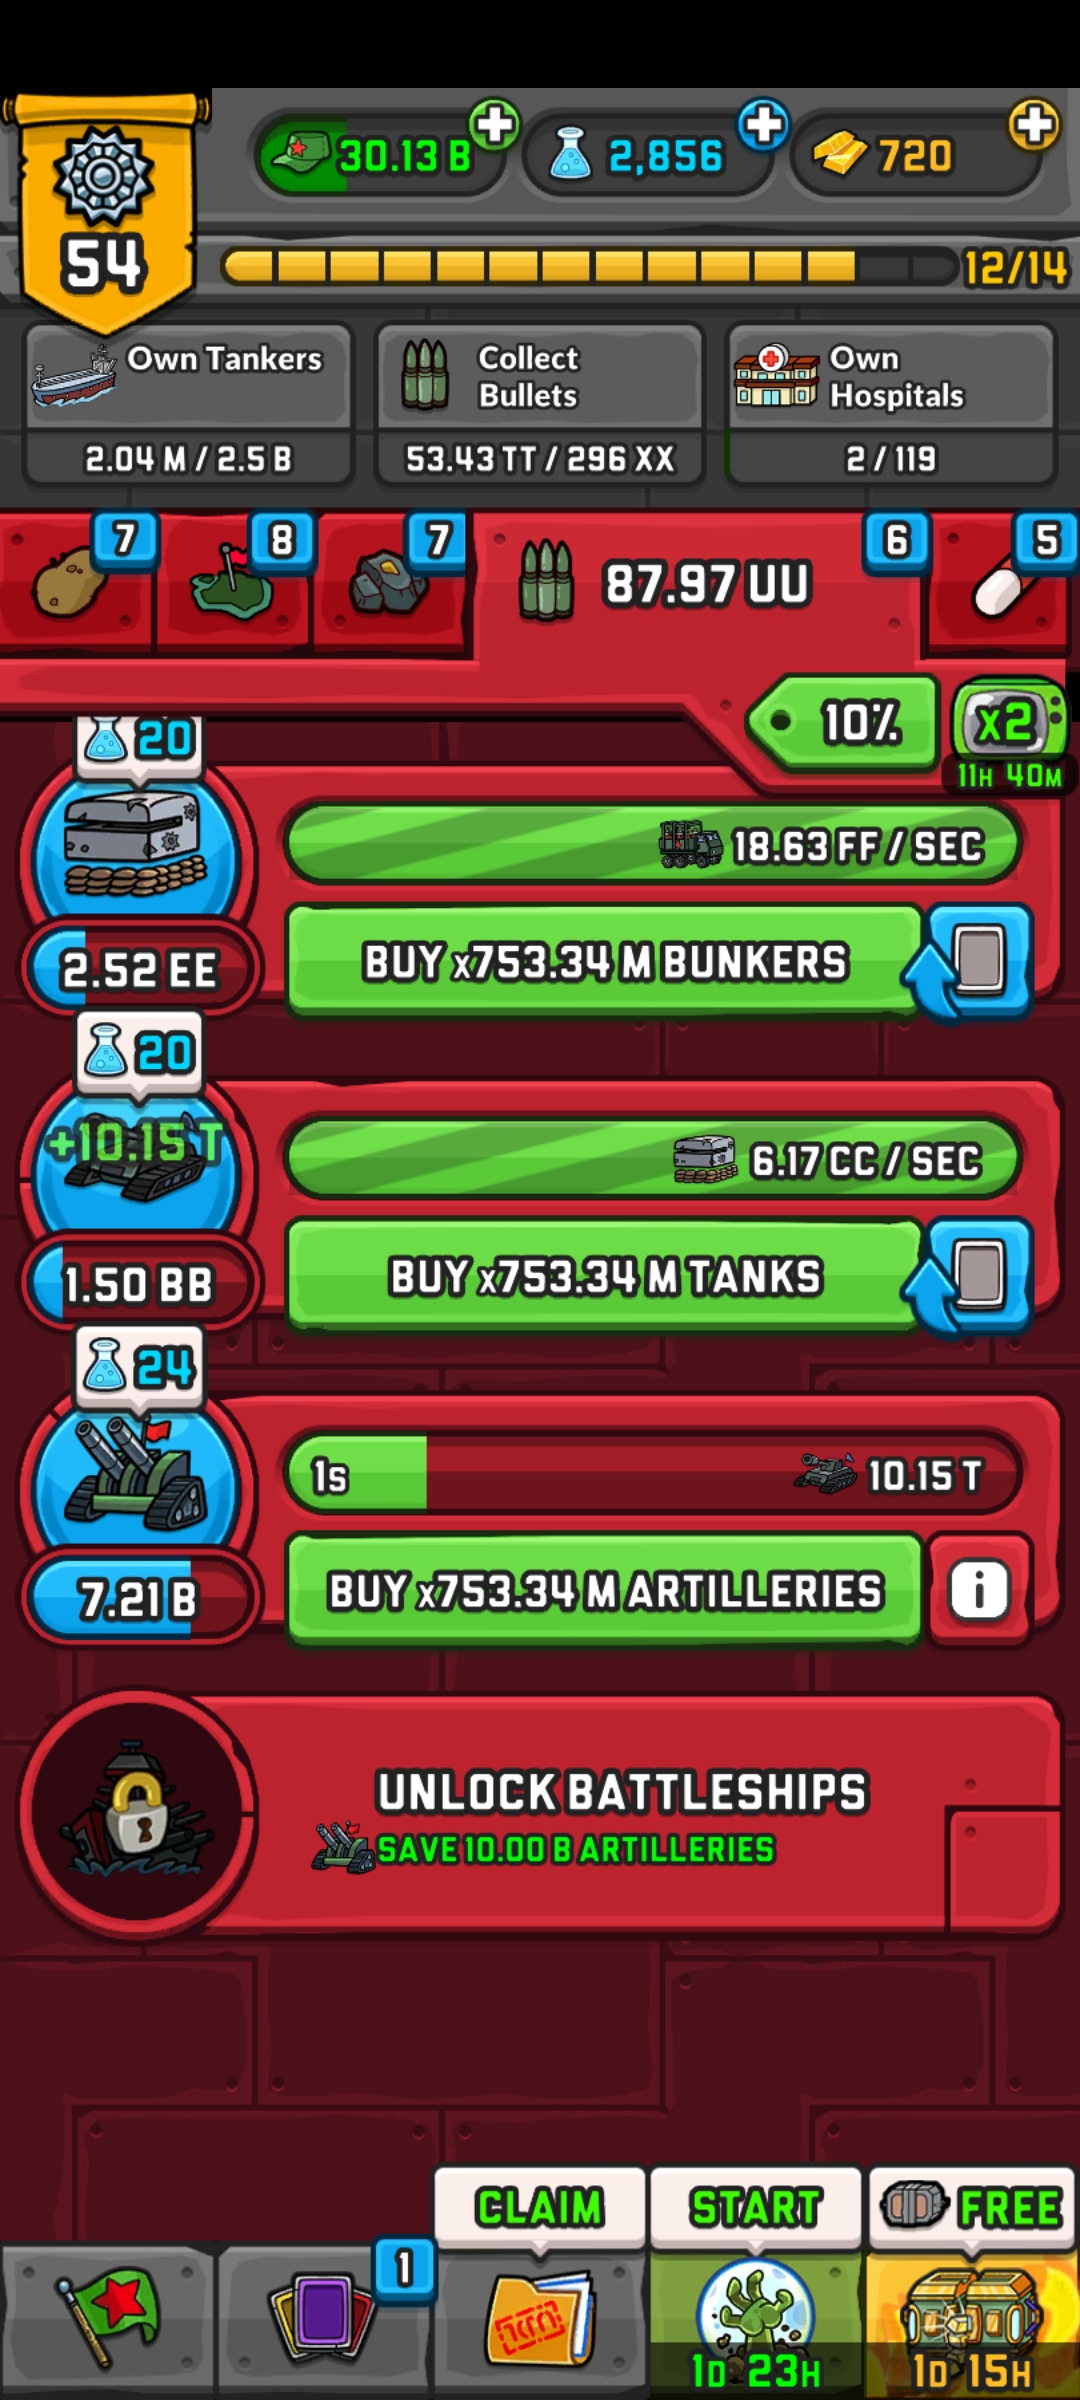 54
30.13 B
2,856
720
12/14
Own Tankers
2.04 M / 2.5 B
Collect
Bullets
53.43 TT / 296 XX
Own
Hospitals
2 / 119
7
8
7
87.97 UU
6
5
10%
x2
11H 40M
20
18.63 FF / SEC
2.52 EE
BUY x753.34 M BUNKERS
20
+10.15 T
6.17 CC / SEC
1.50 BB
BUY x753.34 M TANKS
24
1s
10.15 T
7.21 B
BUY x753.34 M ARTILLERIES
i
UNLOCK BATTLESHIPS
SAVE 10.00 B ARTILLERIES
CLAIM
START
FREE
1
1D 23H
1D 15H